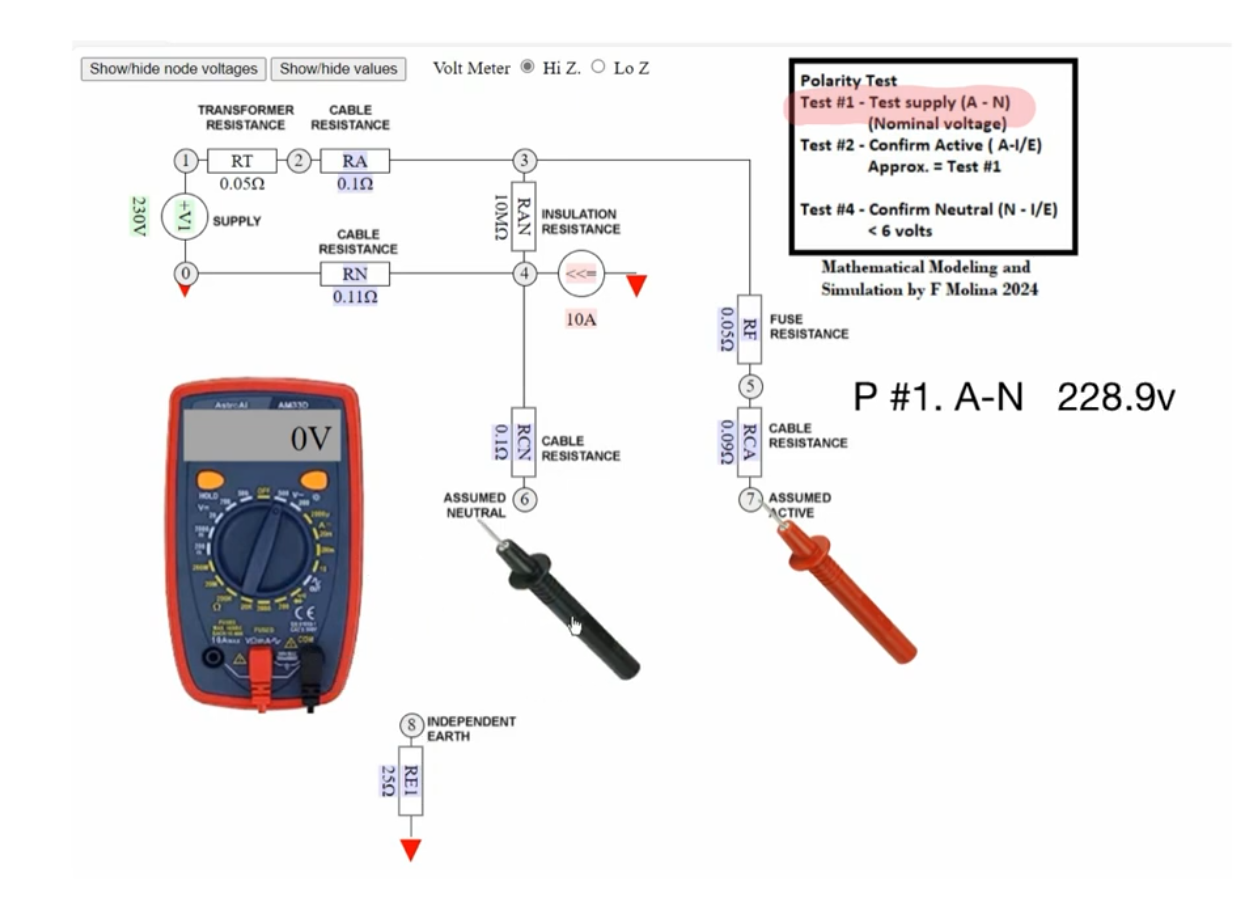 Show/hide node voltages
Show/hide values
Volt Meter Hi Z. Lo Z
TRANSFORMER
RESISTANCE
CABLE
RESISTANCE
1
RT
2
RA
3
0.05Ω
0.1Ω
230V
+V1
SUPPLY
RAN
10MΩ
INSULATION
RESISTANCE
CABLE
RESISTANCE
0
RN
4
<<=
0.11Ω
10A
Polarity Test
Test #1 - Test supply (A - N)
(Nominal voltage)
Test #2 - Confirm Active ( A-I/E)
Approx. = Test #1
Test #4 - Confirm Neutral (N - I/E)
< 6 volts
Mathematical Modeling and
Simulation by F Molina 2024
RF
0.05Ω
FUSE
RESISTANCE
5
P #1. A-N 228.9v
RCA
0.09Ω
CABLE
RESISTANCE
7
ASSUMED
ACTIVE
RCN
0.1Ω
CABLE
RESISTANCE
ASSUMED
NEUTRAL
6
AstroAI AM33D
0V
HOLD
OFF
COM
8
INDEPENDENT
EARTH
RE1
25Ω